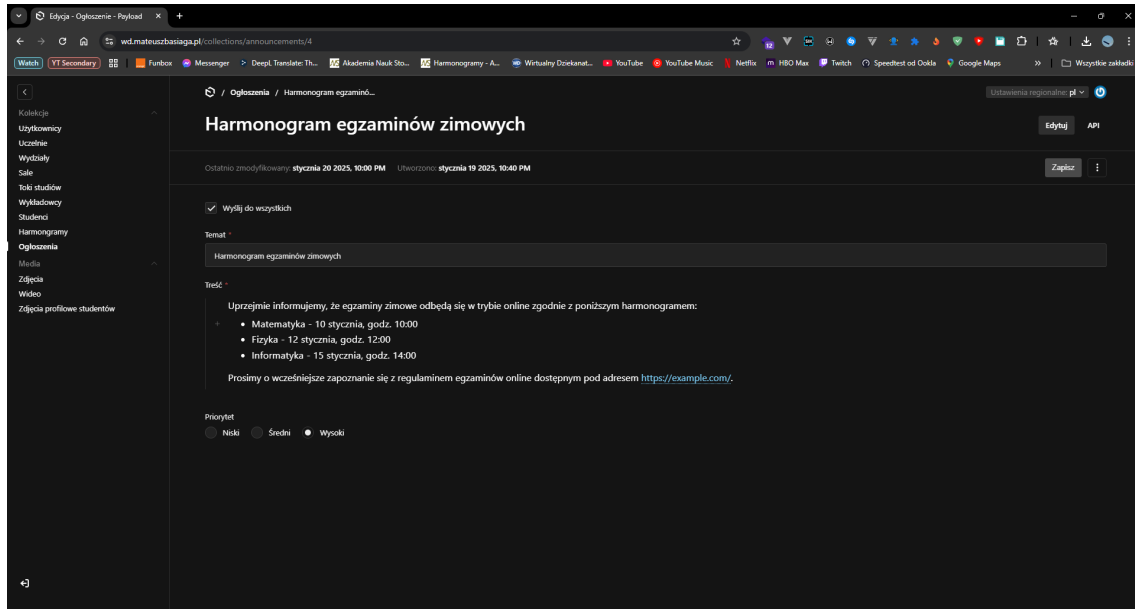 Edycja - Ogłoszenie - Payload
wd.mateuszbasiaga.pl/collections/announcements/4
12
Watch
YT Secondary
Funbox
Messenger
DeepL Translate: Th...
Akademia Nauk Sto...
Harmonogramy - A...
Wirtualny Dziekanat...
YouTube
YouTube Music
Netflix
HBO Max
Twitch
Speedtest od Ookla
Google Maps
Wszystkie zakładki
Ogłoszenia / Harmonogram egzaminó...
Ustawienia regionalne: pl
Kolekcje
Użytkownicy
Uczelnie
Wydziały
Sale
Toki studiów
Wykładowcy
Studenci
Harmongramy
Ogłoszenia
Media
Zdjęcia
Wideo
Zdjęcia profilowe studentów
Harmonogram egzaminów zimowych
Edytuj
API
Ostatnio zmodyfikowany: stycznia 20 2025, 10:00 PM Utworzono: stycznia 19 2025, 10:40 PM
Zapisz
Wyślij do wszystkich
Temat *
Harmonogram egzaminów zimowych
Treść *
Uprzejmie informujemy, że egzaminy zimowe odbędą się w trybie online zgodnie z poniższym harmonogramem:
• Matematyka - 10 stycznia, godz. 10:00
• Fizyka - 12 stycznia, godz. 12:00
• Informatyka - 15 stycznia, godz. 14:00
Prosimy o wcześniejsze zapoznanie się z regulaminem egzaminów online dostępnym pod adresem https://example.com/.
Priorytet
Niski Średni Wysoki